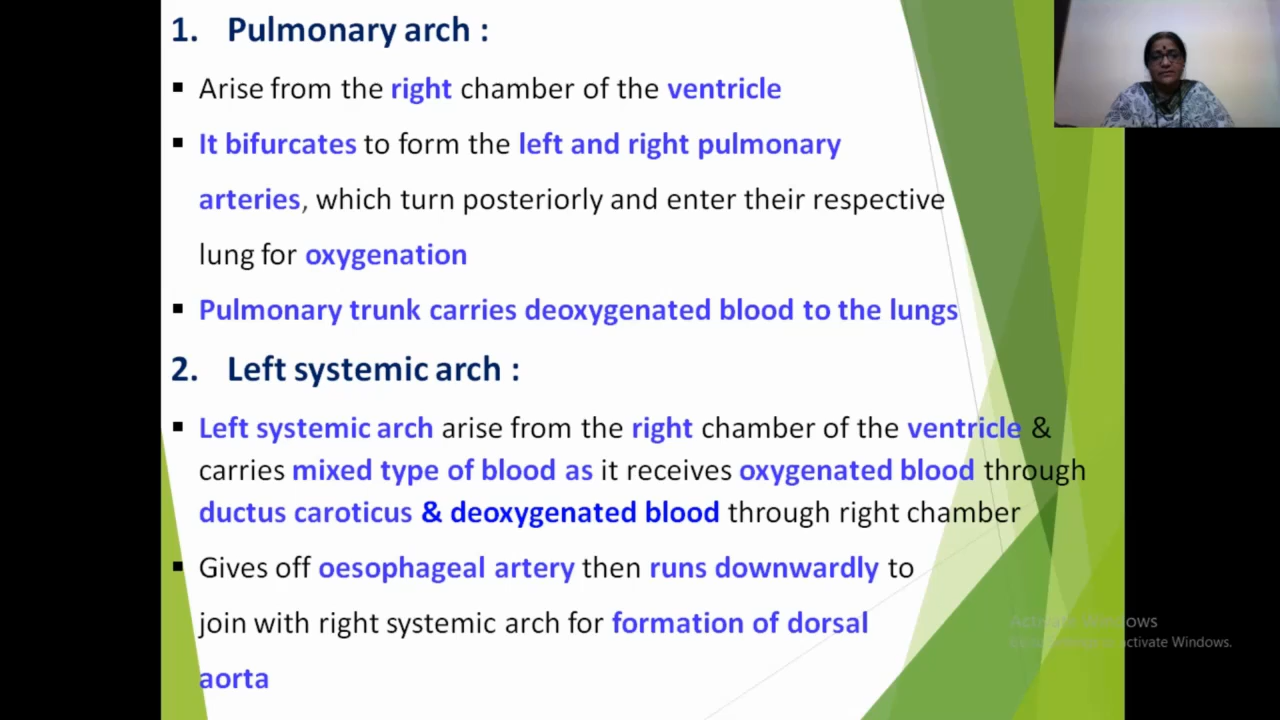 1. Pulmonary arch :
▪ Arise from the right chamber of the ventricle
▪ It bifurcates to form the left and right pulmonary
arteries, which turn posteriorly and enter their respective
lung for oxygenation
▪ Pulmonary trunk carries deoxygenated blood to the lungs
2. Left systemic arch :
▪ Left systemic arch arise from the right chamber of the ventricle &
carries mixed type of blood as it receives oxygenated blood through
ductus caroticus & deoxygenated blood through right chamber
▪ Gives off oesophageal artery then runs downwardly to
join with right systemic arch for formation of dorsal
aorta
Activate Windows
activate Windows.